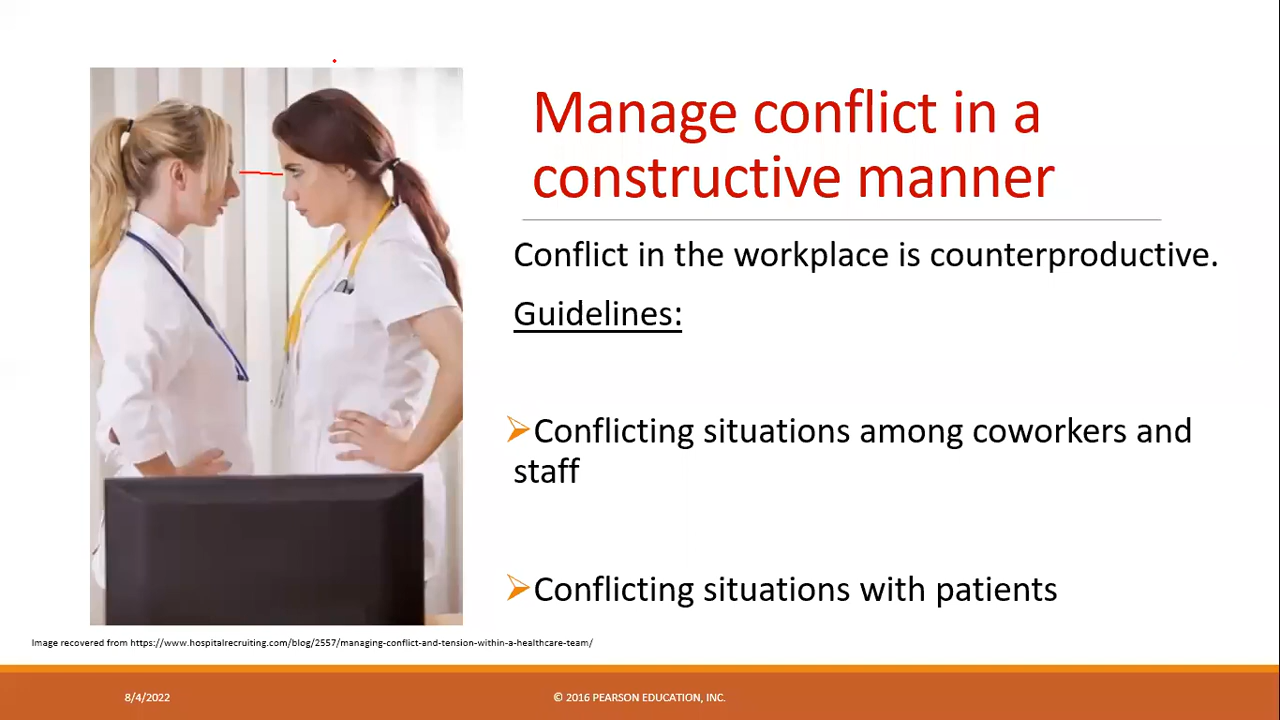 Manage conflict in a
constructive manner
Conflict in the workplace is counterproductive.
Guidelines:
Conflicting situations among coworkers and
staff
Conflicting situations with patients
Image recovered from https://www.hospitalrecruiting.com/blog/2557/managing-conflict-and-tension-within-a-healthcare-team/
8/4/2022
© 2016 PEARSON EDUCATION, INC.